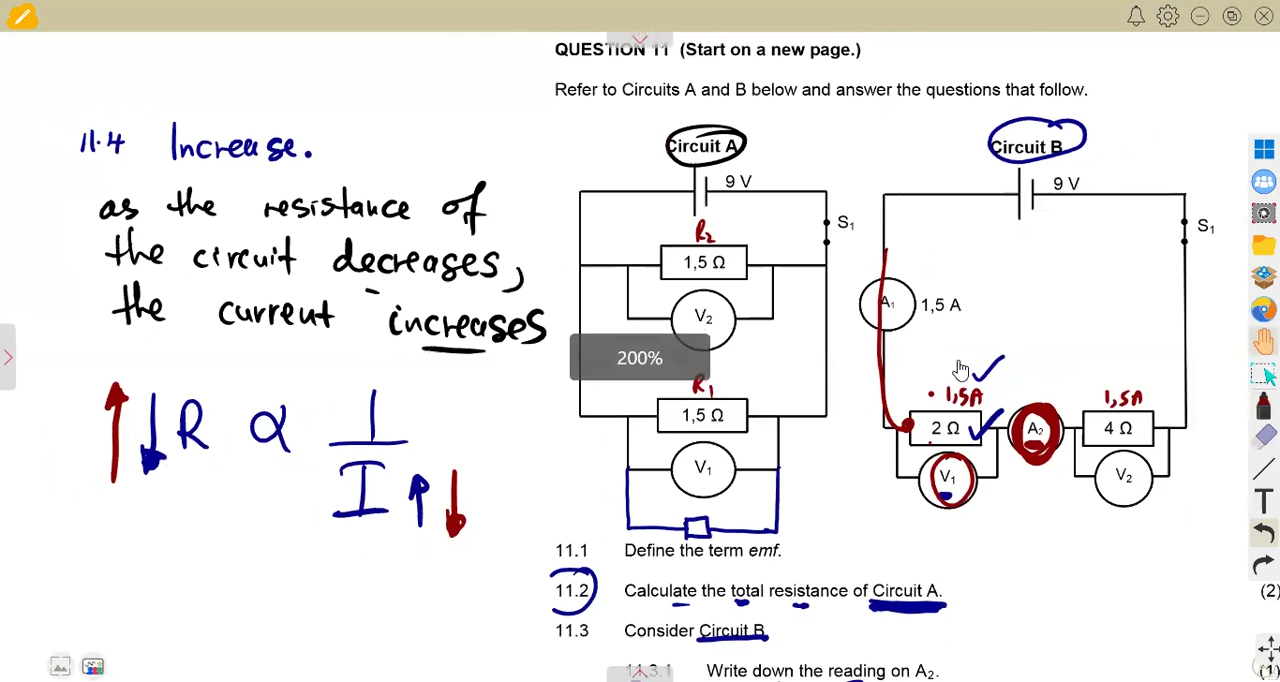 QUESTION 11 (Start on a new page.)
Refer to Circuits A and B below and answer the questions that follow.
11.4 Increase.
as the resistance of
the circuit decreases,
the current increases
R ∝ 1/I
Circuit A
9 V
S1
R2
1,5 Ω
V2
200%
R1
1,5 Ω
V1
Circuit B
9 V
S1
A1 1,5 A
1,5A
1,5A
2 Ω
A2
4 Ω
V1
V2
11.1 Define the term emf.
11.2 Calculate the total resistance of Circuit A.
(2)
11.3 Consider Circuit B
11.3.1 Write down the reading on A2.
(1)